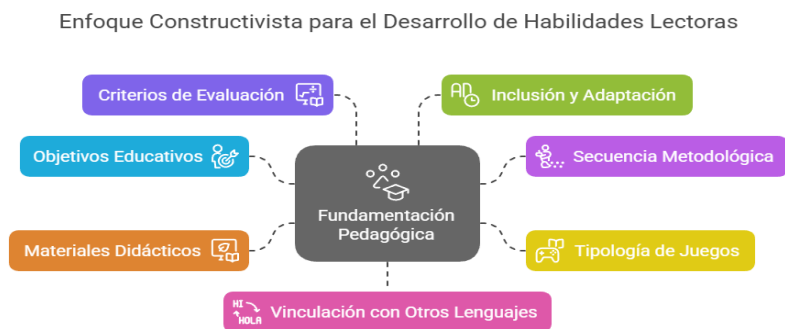 Enfoque Constructivista para el Desarrollo de Habilidades Lectoras
Criterios de Evaluación
Inclusión y Adaptación
Objetivos Educativos
Secuencia Metodológica
Fundamentación
Pedagógica
Materiales Didácticos
Tipología de Juegos
HI
HOLA
Vinculación con Otros Lenguajes